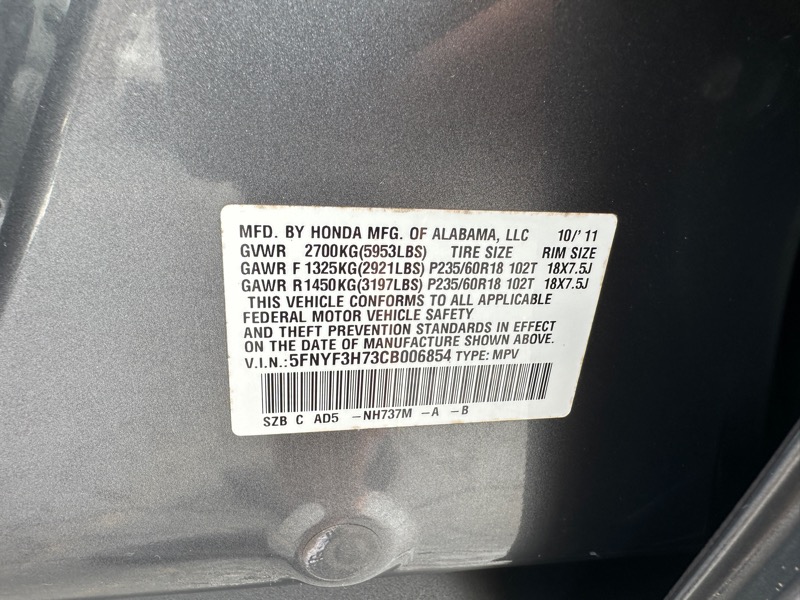 MFD. BY HONDA MFG. OF ALABAMA, LLC 10/'11
GVWR 2700KG(5953LBS) TIRE SIZE RIM SIZE
GAWR F 1325KG(2921LBS) P235/60R18 102T 18X7.5J
GAWR R1450KG(3197LBS) P235/60R18 102T 18X7.5J
THIS VEHICLE CONFORMS TO ALL APPLICABLE
FEDERAL MOTOR VEHICLE SAFETY
AND THEFT PREVENTION STANDARDS IN EFFECT
ON THE DATE OF MANUFACTURE SHOWN ABOVE.
V.I.N.:5FNYF3H73CB006854 TYPE: MPV
SZB C AD5 -NH737M -A -B